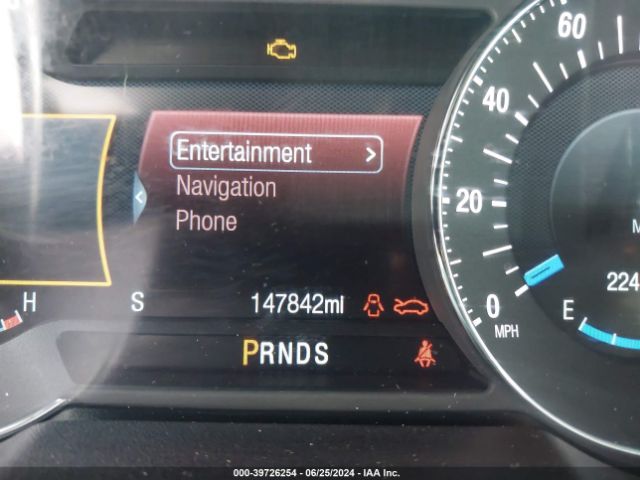 60
40
Entertainment >
Navigation
20
Phone
224
H S 147842mi
0 E
MPH
PRNDS
000-39726254 - 06/25/2024 - IAA Inc.